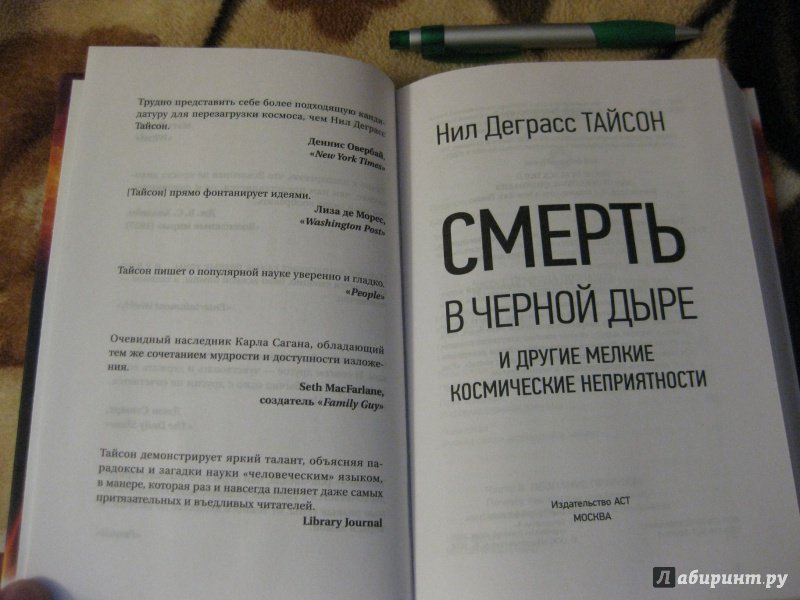 Трудно представить себе более подходящую канди-
датуру для перезагрузки космоса, чем Нил Деграсс
Тайсон.
Деннис Овербай,
«New York Times»
[Тайсон] прямо фонтанирует идеями.
Лиза де Морес,
«Washington Post»
Тайсон пишет о популярной науке уверенно и гладко.
«People»
Очевидный наследник Карла Сагана, обладающий
тем же сочетанием мудрости и доступности изложе-
ния.
Seth MacFarlane,
создатель «Family Guy»
Тайсон демонстрирует яркий талант, объясняя па-
радоксы и загадки науки «человеческим» языком,
в манере, которая раз и навсегда пленяет даже самых
притязательных и въедливых читателей.
Library Journal
Нил Деграсс ТАЙСОН
СМЕРТЬ
В ЧЕРНОЙ ДЫРЕ
И ДРУГИЕ МЕЛКИЕ
КОСМИЧЕСКИЕ НЕПРИЯТНОСТИ
Издательство АСТ
МОСКВА
Лабиринт.ру